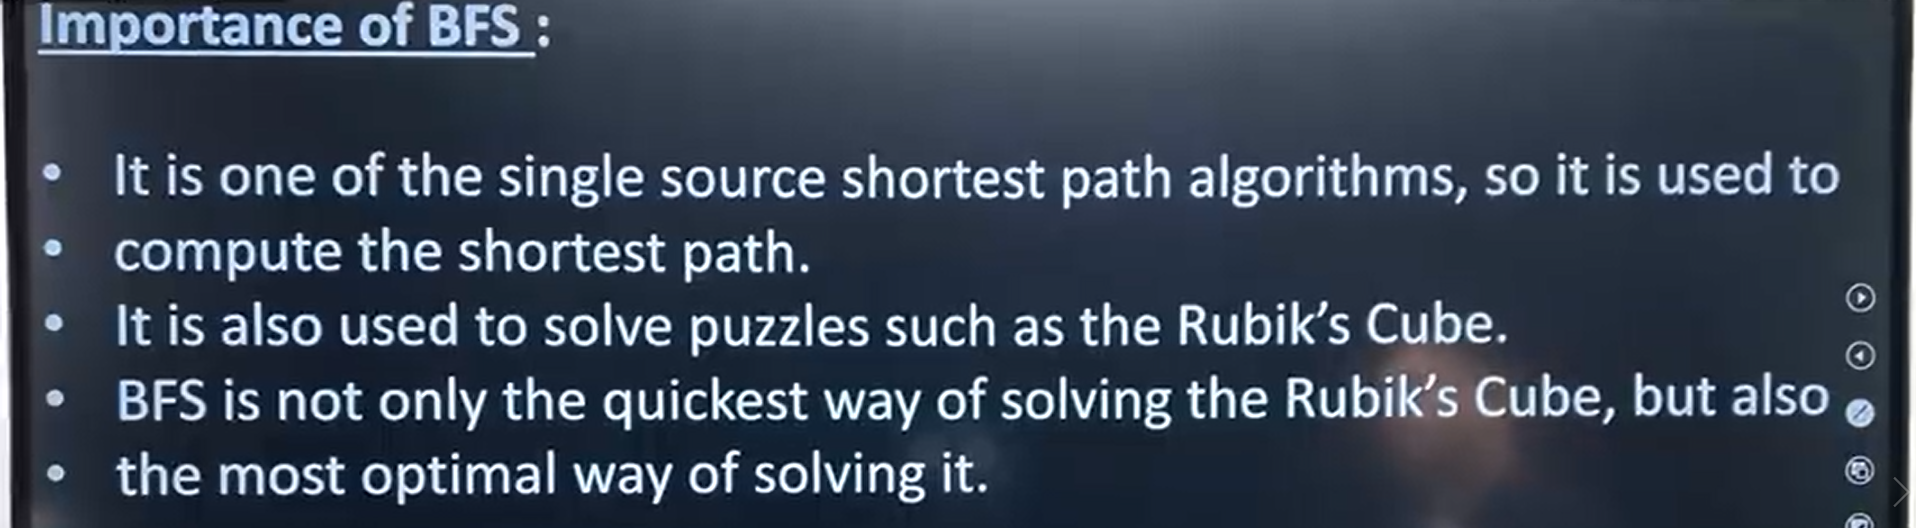 Importance of BFS :
• It is one of the single source shortest path algorithms, so it is used to
• compute the shortest path.
• It is also used to solve puzzles such as the Rubik’s Cube.
• BFS is not only the quickest way of solving the Rubik’s Cube, but also
• the most optimal way of solving it.